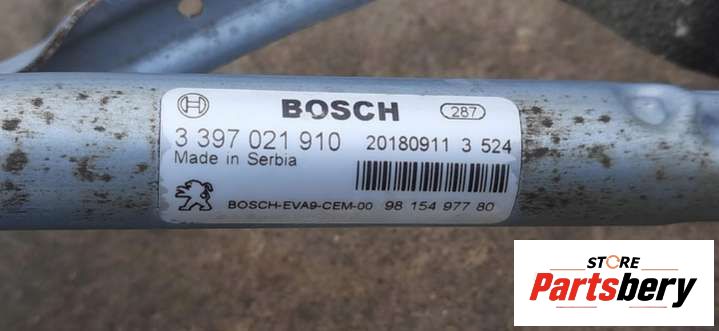 BOSCH 287
3 397 021 910 20180911 3 524
Made in Serbia
BOSCH-EVA9-CEM-00 98 154 977 80
STORE
Partsbery